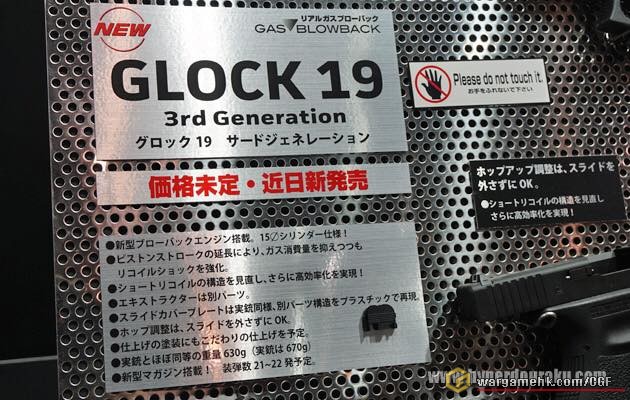 NEW
リアルガスブローバック
GAS BLOWBACK
GLOCK 19
3rd Generation
グロック 19 サードジェネレーション
価格未定・近日新発売
●新型ブローバックエンジン搭載。15∅シリンダー仕様！
●ピストンストロークの延長により、ガス消費量を抑えつつも
リコイルショックを強化。
●ショートリコイルの構造を見直し、さらに高効率化を実現！
●エキストラクターは別パーツ。
●スライドカバープレートは実銃同様、別パーツ構造をプラスチックで再現。
●ホップ調整は、スライドを外さずに OK。
●仕上げの塗装にもこだわりの仕上げを予定。
●実銃とほぼ同等の重量 630g（実銃は 670g）
●新型マガジン搭載！ 装弾数 21~22 発予定。
Please do not touch it.
お手をふれないで下さい
ホップアップ調整は、スライドを
外さずに OK。
●ショートリコイルの構造を見直し
さらに高効率化を実現！
www.hyperdouraku.com
wargamehk.com/CGF